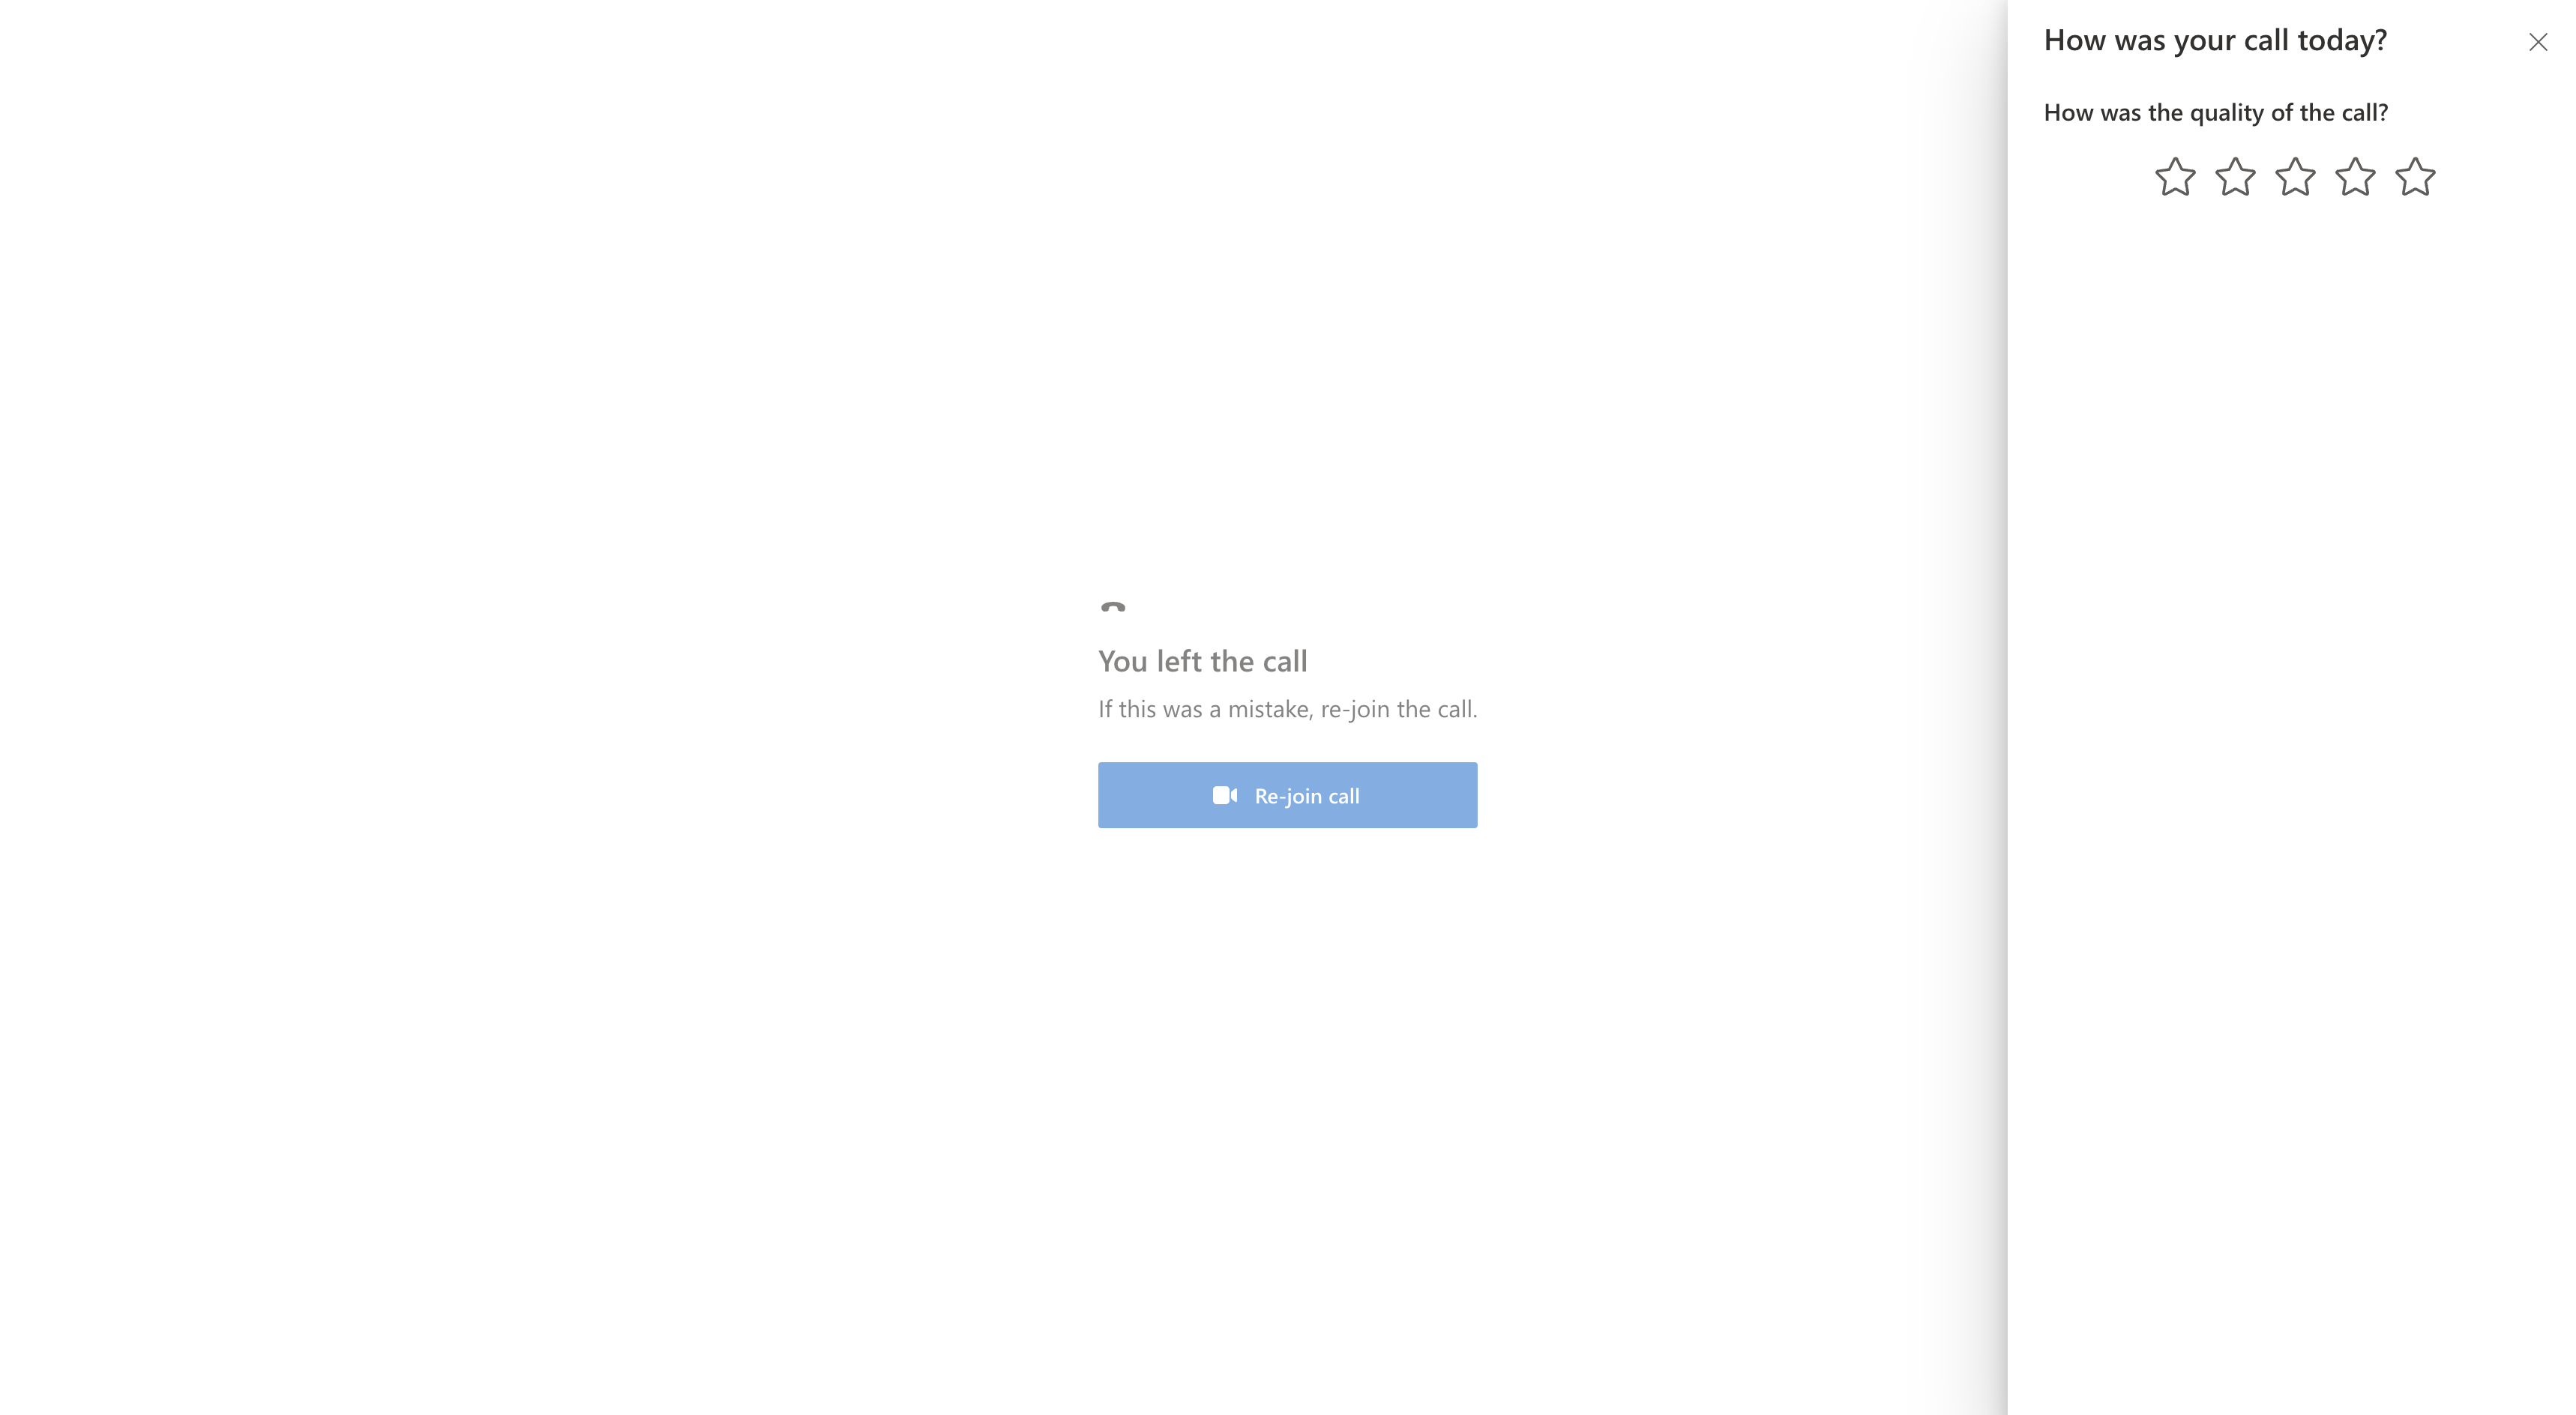 How was your call today?
How was the quality of the call?
You left the call
If this was a mistake, re-join the call.
Re-join call